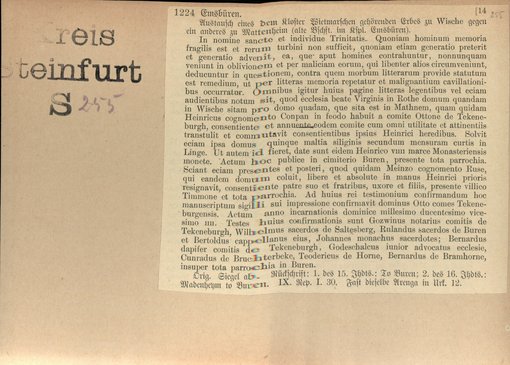 Kreis
Steinfurt
S 255
1224 Emsbüren. [14 255
Austausch eines dem Kloster Wietmarschen gehörenden Erbes zu Wische gegen
ein anderes zu Mattenheim (alte Bschft. im Kspl. Emsbüren).
In nomine sancte et individue Trinitatis. Quoniam hominum memoria
fragilis est et rerum turbini non sufficit, quoniam etiam generatio preterit
et generatio advenit, ea, que aput homines contrahuntur, nonnunquam
veniunt in oblivionem et per maliciam eorum, qui libenter alios circumveniunt,
deducuntur in questionem, contra quem morbum litterarum provide statutum
est remedium, ut per litteras memoria repetatur et malignantium cavillationi-
bus occurratur. Omnibus igitur huius pagine litteras legentibus vel eciam
audientibus notum sit, quod ecclesia beate Virginis in Rothe domum quandam
in Wischen sitam pro domo quadam, que sita est in Mathnem, quam quidam
Heinricus cognomento Conpan in feodo habuit a comite Ottone de Tekene-
burgh, consentiente et annuente eodem comite cum omni utilitate et attinentiis
transtulit et commutavit consentientibus ipsius Heinrici heredibus. Solvit
eciam ipsa domus quinque maltia siliginis secundum mensuram curtis in
Linge. Ut autem id fieret, date sunt eidem Heinrico vum marce Monasteriensis
monete. Actum hoc publice in cimiterio Buren, presente tota parrochia.
Sciant eciam presentes et posteri, quod quidam Meinzo cognomento Ruse,
qui eandem domum coluit, libere et absolute in manus Heinrici prioris
resignavit, consentiente patre suo et fratribus, uxore et filiis, presente villico
Timmone et tota parrochia. Ad huius rei testimonium confirmandum hoc
manuscriptum sigilli sui impressione confirmavit dominus Otto comes Tekene-
burgensis. Actum anno incarnationis dominice millesimo ducentesimo vice-
simo IIII. Testes huius confirmationis sunt Gozwinus notarius comitis de
Tekeneburgh, Wilhelmus sacerdos de Saltesberg, Rulandus sacerdos de Buren
et Bertoldus cappellanus eius, Johannes monachus sacerdotes; Bernardus
dapifer comitis de Tekeneburgh, Godeschalcus junior advocatus ecclesie,
Cunradus de Bruchterbeke, Teodericus de Horne, Bernardus de Bramhorne,
insuper tota parrochia in Buren.
Orig. Siegel ab. Rückschrift: 1. des 15. Jhdts.: To Buren; 2. des 16. Jhdts.:
Madenheym to Buren. IX. Rep. I. 30. Fast dieselbe Arenga in Urk. 12.